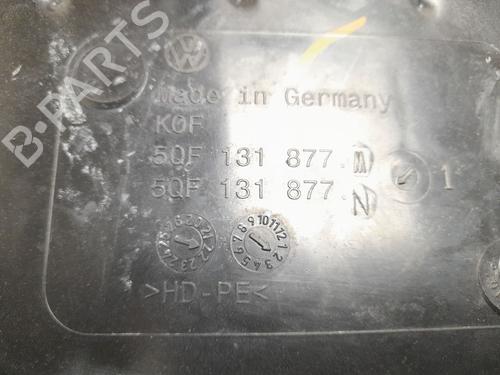 B-PARTS
VW
Made in Germany
KOF
5QF 131 877 M
5QF 131 877 N
1
>HD-PE<